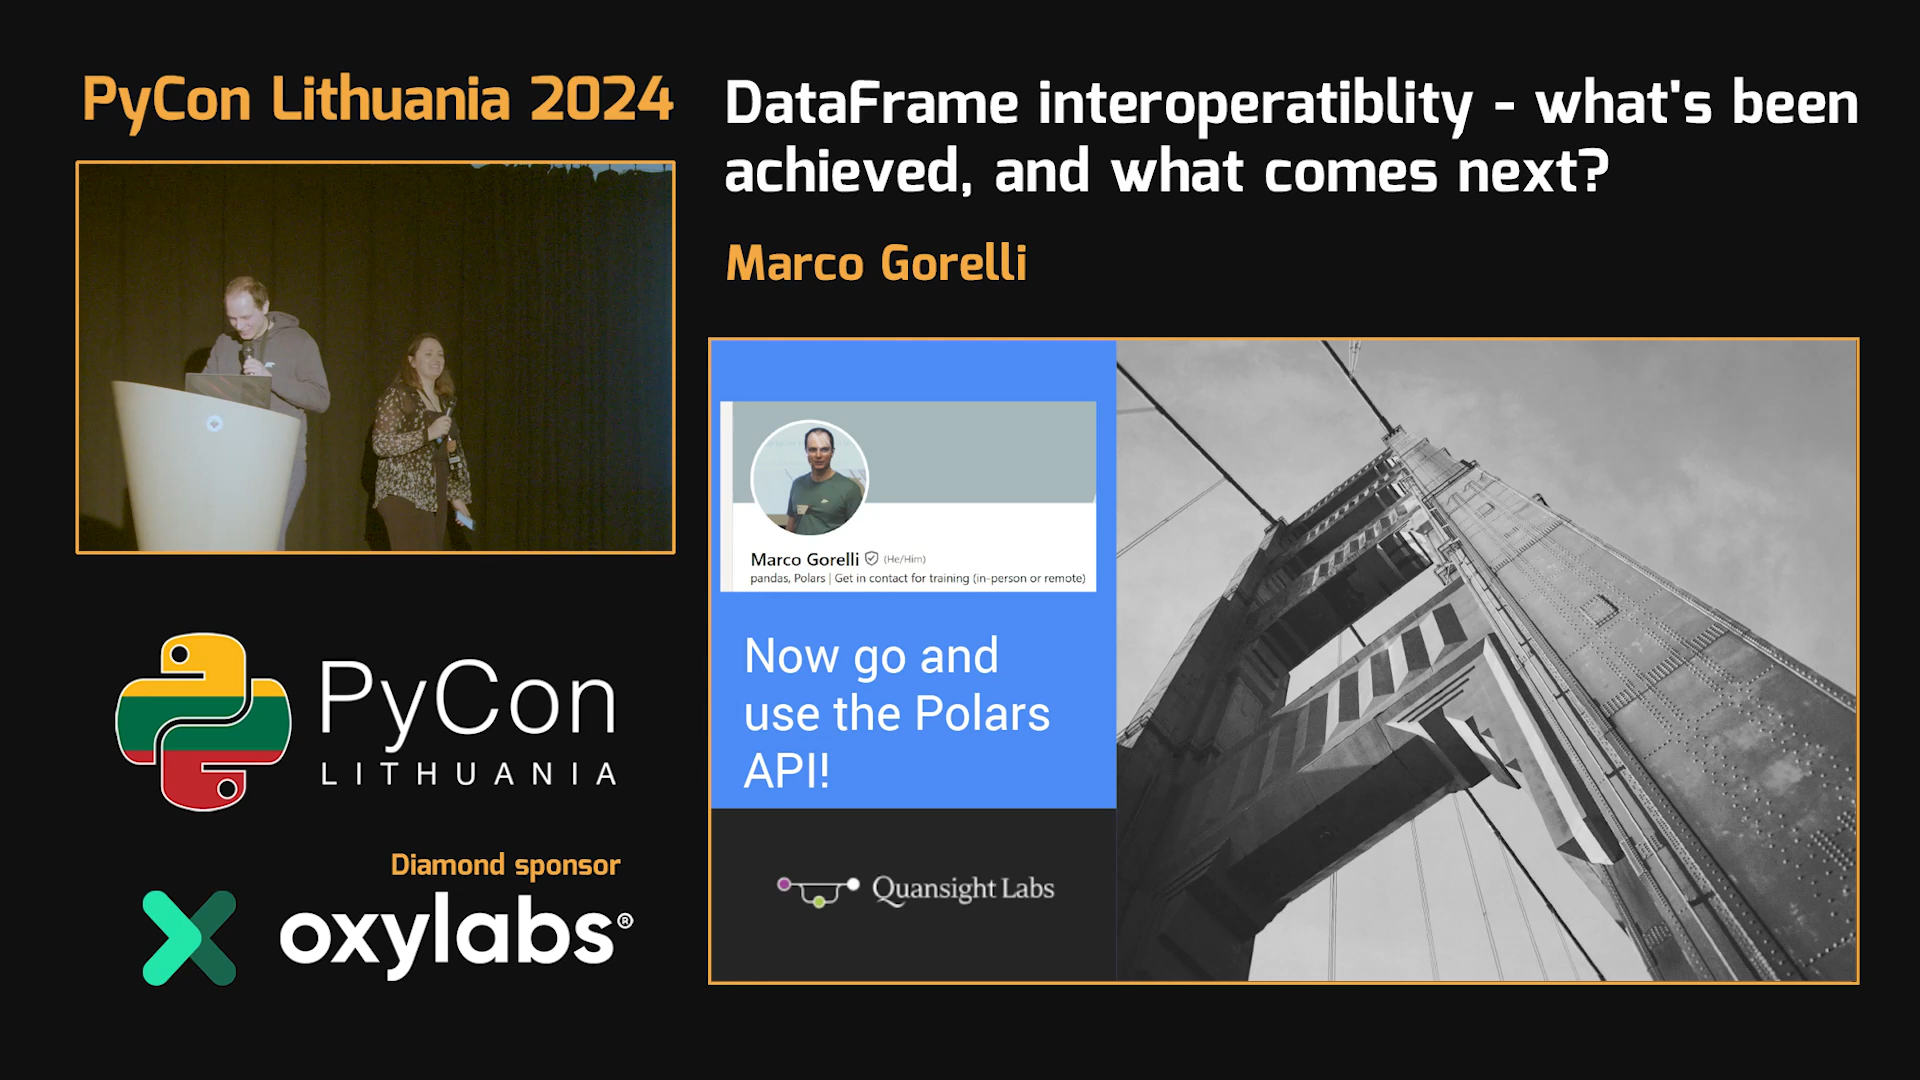 PyCon Lithuania 2024
DataFrame interoperatiblity - what's been
achieved, and what comes next?
Marco Gorelli
Marco Gorelli (He/Him)
pandas, Polars | Get in contact for training (in-person or remote)
Now go and
use the Polars
API!
Quansight Labs
PyCon
LITHUANIA
Diamond sponsor
oxylabs®